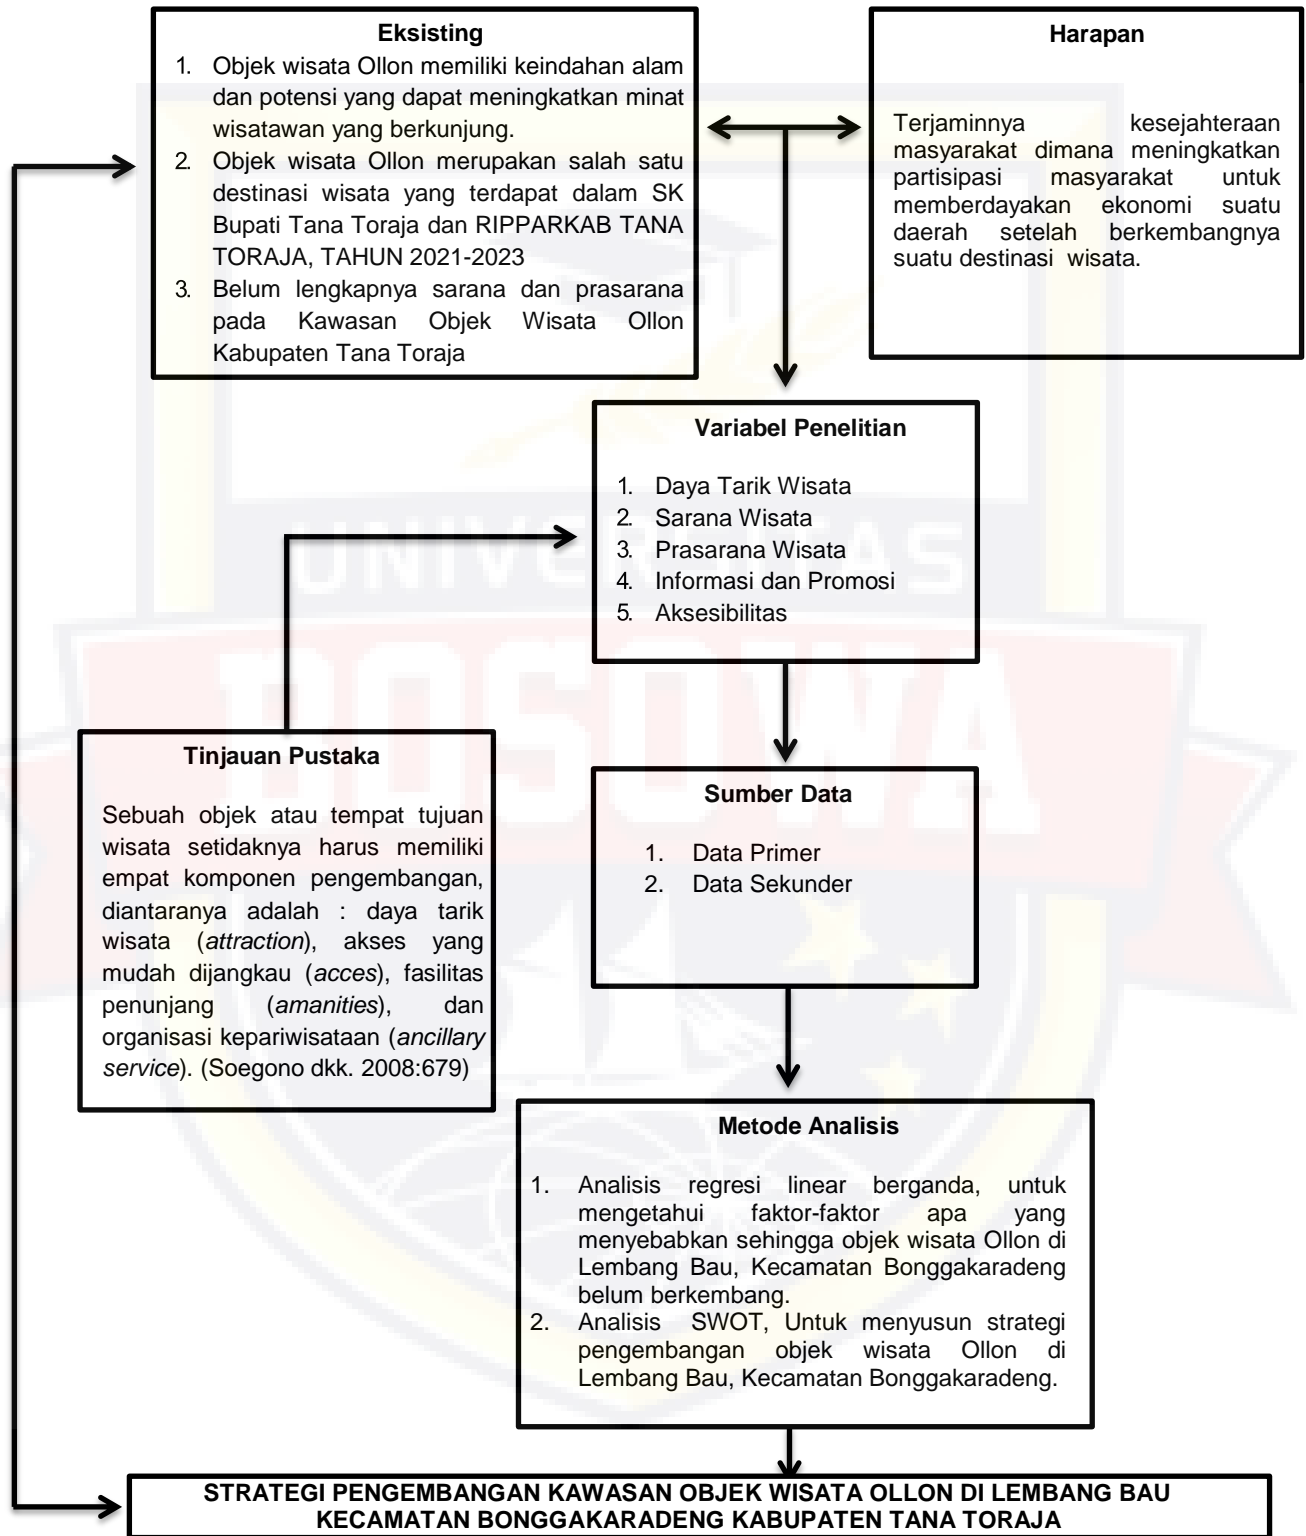 Eksisting
1. Objek wisata Ollon memiliki keindahan alam
dan potensi yang dapat meningkatkan minat
wisatawan yang berkunjung.
2. Objek wisata Ollon merupakan salah satu
destinasi wisata yang terdapat dalam SK
Bupati Tana Toraja dan RIPPARKAB TANA
TORAJA, TAHUN 2021-2023
3. Belum lengkapnya sarana dan prasarana
pada Kawasan Objek Wisata Ollon
Kabupaten Tana Toraja
Harapan
Terjaminnya kesejahteraan
masyarakat dimana meningkatkan
partisipasi masyarakat untuk
memberdayakan ekonomi suatu
daerah setelah berkembangnya
suatu destinasi wisata.
Variabel Penelitian
1. Daya Tarik Wisata
2. Sarana Wisata
3. Prasarana Wisata
4. Informasi dan Promosi
5. Aksesibilitas
UNIVERSITAS
BOSOWA
Tinjauan Pustaka
Sebuah objek atau tempat tujuan
wisata setidaknya harus memiliki
empat komponen pengembangan,
diantaranya adalah : daya tarik
wisata (attraction), akses yang
mudah dijangkau (acces), fasilitas
penunjang (amanities), dan
organisasi kepariwisataan (ancillary
service). (Soegono dkk. 2008:679)
Sumber Data
1. Data Primer
2. Data Sekunder
Metode Analisis
1. Analisis regresi linear berganda, untuk
mengetahui faktor-faktor apa yang
menyebabkan sehingga objek wisata Ollon di
Lembang Bau, Kecamatan Bonggakaradeng
belum berkembang.
2. Analisis SWOT, Untuk menyusun strategi
pengembangan objek wisata Ollon di
Lembang Bau, Kecamatan Bonggakaradeng.
STRATEGI PENGEMBANGAN KAWASAN OBJEK WISATA OLLON DI LEMBANG BAU
KECAMATAN BONGGAKARADENG KABUPATEN TANA TORAJA